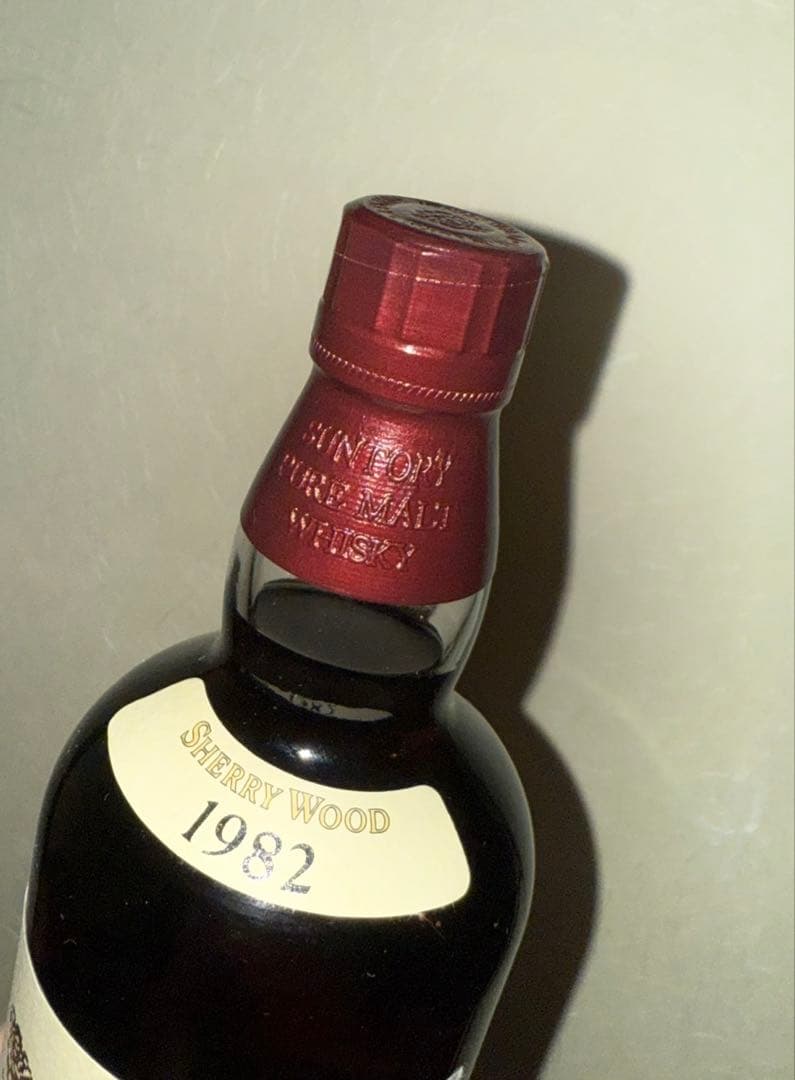 SUNTORY
PURE MALT
WHISKY
SHERRY WOOD
1982